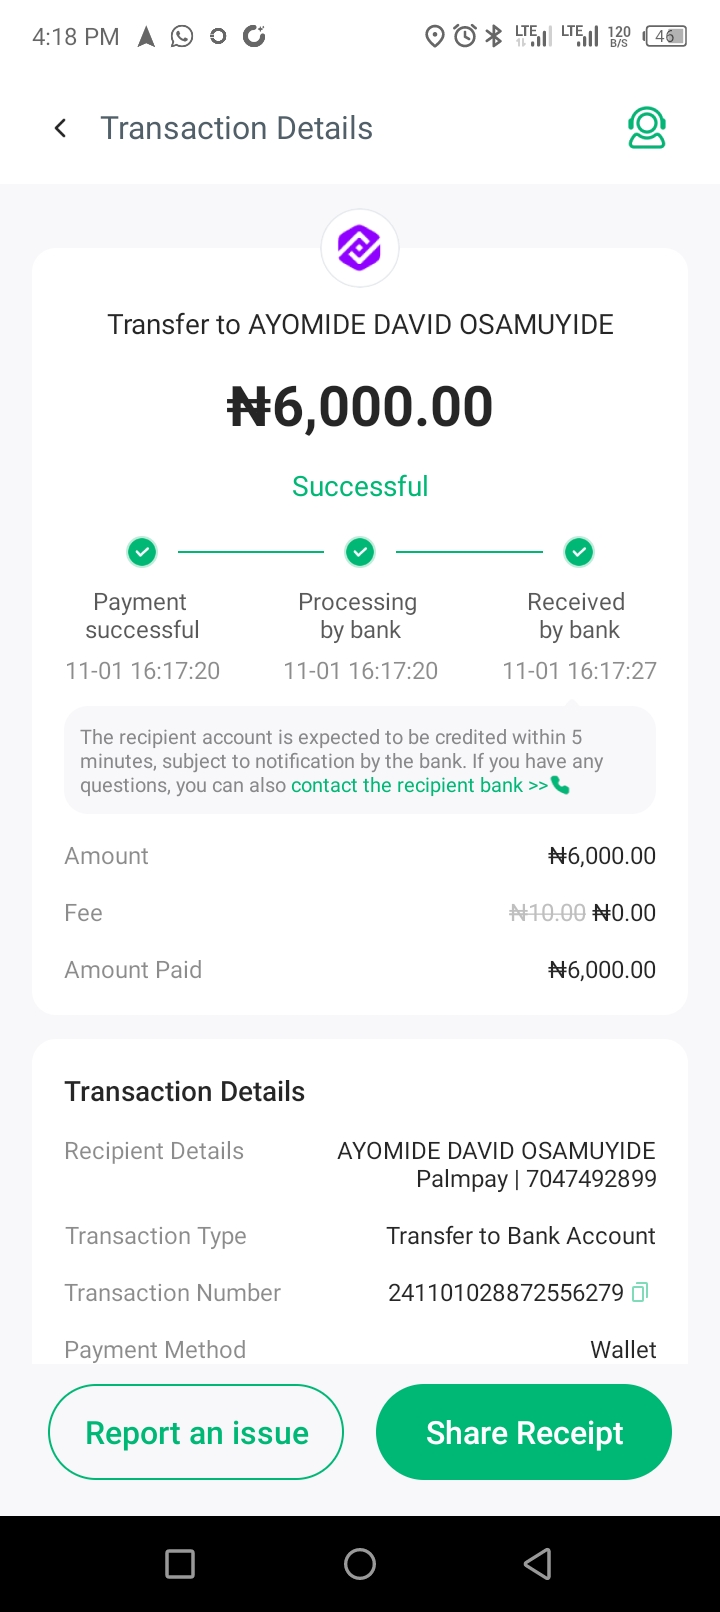 4:18 PM LTE LTE 120 B/S 46
Transaction Details
Transfer to AYOMIDE DAVID OSAMUYIDE
₦6,000.00
Successful
Payment successful
Processing by bank
Received by bank
11-01 16:17:20 11-01 16:17:20 11-01 16:17:27
The recipient account is expected to be credited within 5
minutes, subject to notification by the bank. If you have any
questions, you can also contact the recipient bank >>
Amount ₦6,000.00
Fee ₦10.00 ₦0.00
Amount Paid ₦6,000.00
Transaction Details
Recipient Details AYOMIDE DAVID OSAMUYIDE
Palmpay | 7047492899
Transaction Type Transfer to Bank Account
Transaction Number 241101028872556279
Payment Method Wallet
Report an issue Share Receipt